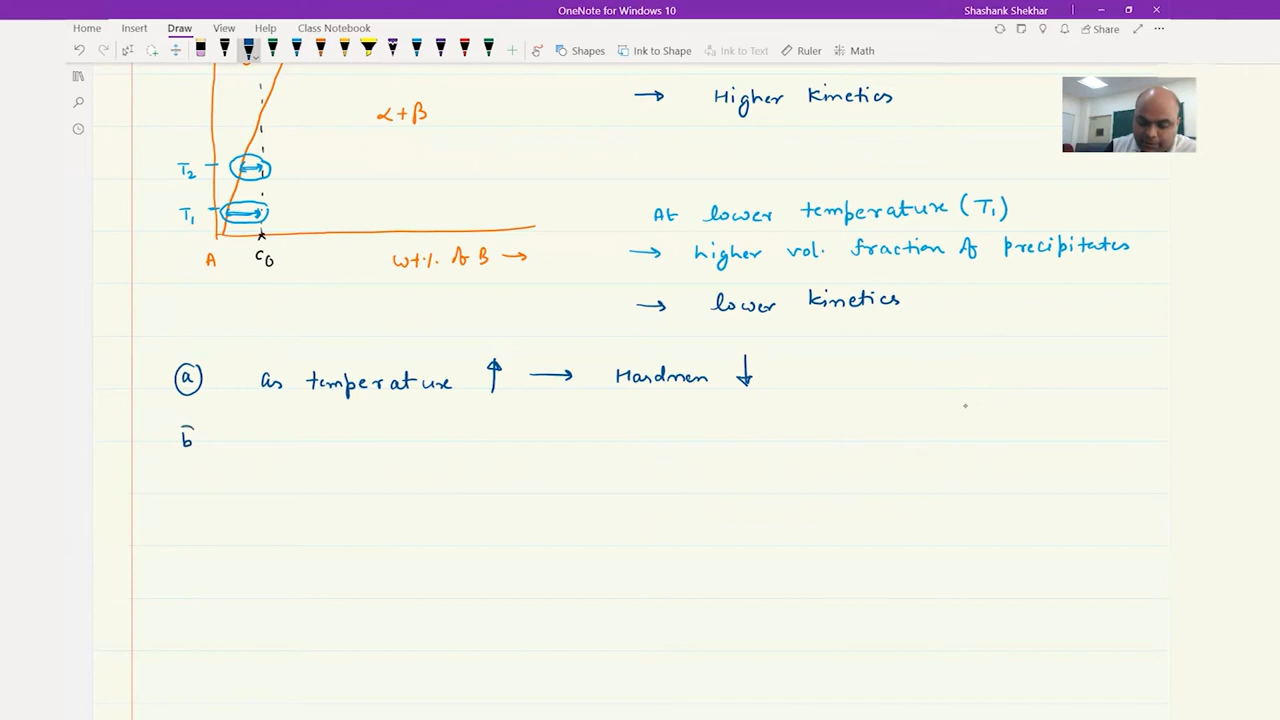 OneNote for Windows 10
Shashank Shekhar
Home Insert Draw View Help Class Notebook
Share
Shapes Ink to Shape Ink to Text Ruler Math
α+β
→ Higher kinetics
T2
T1
A C0 wt% of B →
At lower temperature (T1)
→ higher vol. fraction of precipitates
→ lower kinetics
(a) as temperature ↑ → Hardness ↓
b